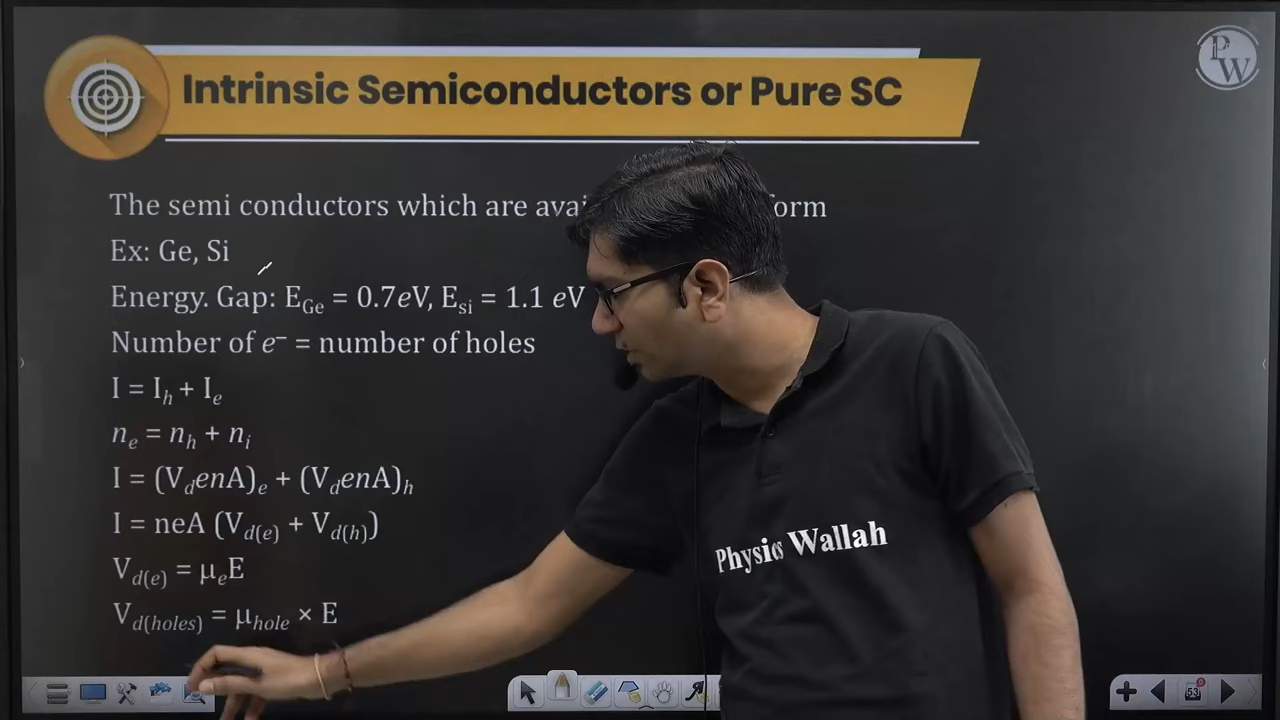 Intrinsic Semiconductors or Pure SC
PW
The semi conductors which are orm
Ex: Ge, Si
Energy. Gap: E_Ge = 0.7eV, E_si = 1.1 eV
Number of e⁻ = number of holes
I = I_h + I_e
n_e = n_h + n_i
I = (V_d enA)_e + (V_d enA)_h
I = neA (V_d(e) + V_d(h))
V_d(e) = μ_e E
V_d(holes) = μ_hole × E
Physics Wallah
53